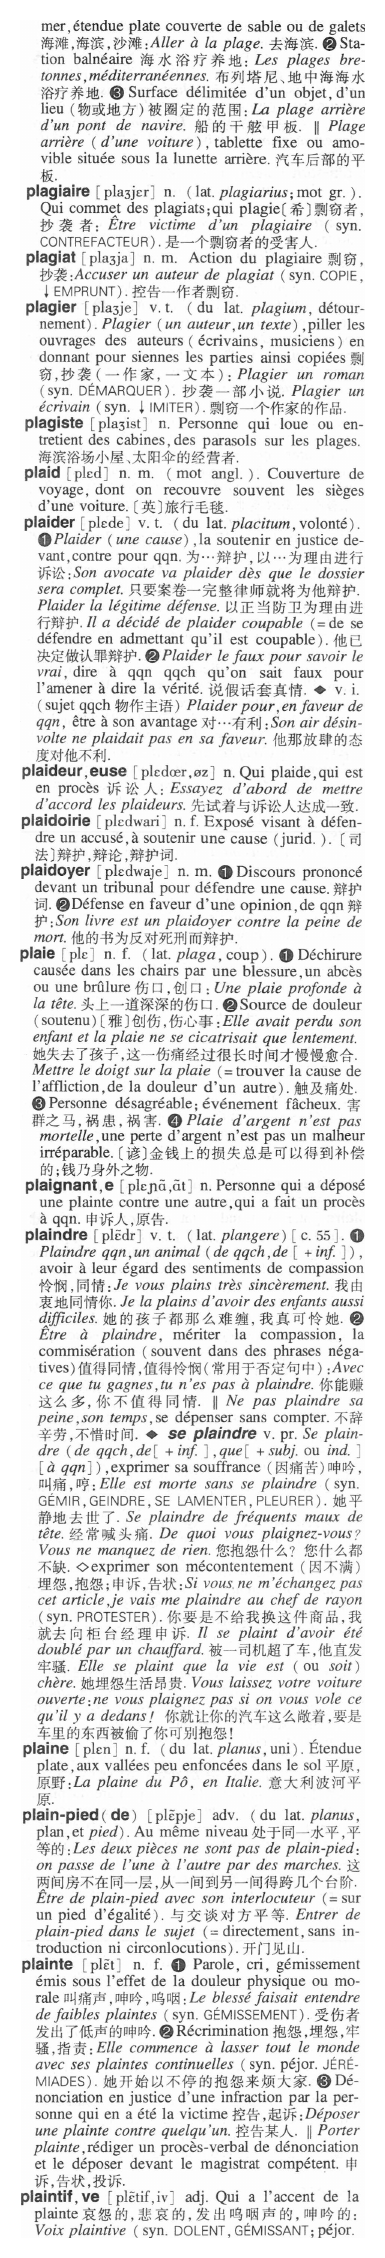 mer,étendue plate couverte de sable ou de galets
海滩,海滨,沙滩:Aller à la plage. 去海滨. ❷ Sta-
tion balnéaire 海水浴疗养地: Les plages bre-
tonnes,méditerranéennes. 布列塔尼、地中海海水
浴疗养地. ❸ Surface délimitée d'un objet,d'un
lieu (物或地方)被圈定的范围:La plage arrière
d'un pont de navire. 船的干舷甲板. ‖ Plage
arrière (d'une voiture), tablette fixe ou amo-
vible située sous la lunette arrière. 汽车后部的平
板.
plagiaire [plaʒjɛr] n. (lat. plagiarius;mot gr.).
Qui commet des plagiats;qui plagie[希]剽窃者,
抄袭者: Être victime d'un plagiaire (syn.
CONTREFACTEUR). 是一个剽窃者的受害人.
plagiat [plaʒja] n. m. Action du plagiaire 剽窃,
抄袭:Accuser un auteur de plagiat (syn. COPIE,
↓EMPRUNT). 控告一作者剽窃.
plagier [plaʒje] v. t. (du lat. plagium, détour-
nement). Plagier (un auteur,un texte),piller les
ouvrages des auteurs (écrivains, musiciens) en
donnant pour siennes les parties ainsi copiées 剽
窃,抄袭(一作家,一文本): Plagier un roman
(syn. DÉMARQUER). 抄袭一部小说. Plagier un
écrivain (syn. ↓IMITER). 剽窃一个作家的作品.
plagiste [plaʒist] n. Personne qui loue ou en-
tretient des cabines,des parasols sur les plages.
海滨浴场小屋、太阳伞的经营者.
plaid [plɛd] n. m. (mot angl.). Couverture de
voyage, dont on recouvre souvent les sièges
d'une voiture. [英]旅行毛毯.
plaider [plede] v. t. (du lat. placitum, volonté).
❶Plaider (une cause),la soutenir en justice de-
vant,contre pour qqn. 为…辩护,以…为理由进行
诉讼:Son avocate va plaider dès que le dossier
sera complet. 只要案卷一完整律师就将为他辩护.
Plaider la légitime défense. 以正当防卫为理由进
行辩护. Il a décidé de plaider coupable (=de se
défendre en admettant qu'il est coupable). 他已
决定做认罪辩护. ❷Plaider le faux pour savoir le
vrai, dire à qqn qqch qu'on sait faux pour
l'amener à dire la vérité. 说假话套真情. ◆ v. i.
(sujet qqch 物作主语) Plaider pour,en faveur de
qqn, être à son avantage 对…有利:Son air désin-
volte ne plaidait pas en sa faveur. 他那放肆的态
度对他不利.
plaideur,euse [plɛdœr,øz] n. Qui plaide,qui est
en procès 诉讼人: Essayez d'abord de mettre
d'accord les plaideurs. 先试着与诉讼人达成一致.
plaidoirie [plɛdwari] n. f. Exposé visant à défen-
dre un accusé,à soutenir une cause (jurid.). [司
法]辩护,辩论,辩护词.
plaidoyer [plɛdwaje] n. m. ❶Discours prononcé
devant un tribunal pour défendre une cause. 辩护
词. ❷Défense en faveur d'une opinion,de qqn 辩
护:Son livre est un plaidoyer contre la peine de
mort. 他的书为反对死刑而辩护.
plaie [plɛ] n. f. (lat. plaga, coup). ❶ Déchirure
causée dans les chairs par une blessure,un abcès
ou une brûlure 伤口,创口: Une plaie profonde à
la tête. 头上一道深深的伤口. ❷Source de douleur
(soutenu)[雅]创伤,伤心事:Elle avait perdu son
enfant et la plaie ne se cicatrisait que lentement.
她失去了孩子,这一伤痛经过很长时间才慢慢愈合.
Mettre le doigt sur la plaie (=trouver la cause de
l'affliction,de la douleur d'un autre). 触及痛处.
❸Personne désagréable; événement fâcheux. 害
群之马,祸患,祸害. ❹ Plaie d'argent n'est pas
mortelle,une perte d'argent n'est pas un malheur
irréparable. [谚]金钱上的损失总是可以得到补偿
的;钱乃身外之物.
plaignant,e [plɛɲɑ̃,ɑ̃t] n. Personne qui a déposé
une plainte contre une autre,qui a fait un procès
à qqn. 申诉人,原告.
plaindre [plɛ̃dr] v. t. (lat. plangere)[c. 55]. ❶
Plaindre qqn,un animal (de qqch,de [+inf.]),
avoir à leur égard des sentiments de compassion
怜悯,同情:Je vous plains très sincèrement. 我由
衷地同情你. Je la plains d'avoir des enfants aussi
difficiles. 她的孩子都那么难缠,我真可怜她. ❷
Être à plaindre, mériter la compassion, la
commisération (souvent dans des phrases néga-
tives)值得同情,值得怜悯(常用于否定句中):Avec
ce que tu gagnes,tu n'es pas à plaindre. 你能赚
这么多,你不值得同情. ‖ Ne pas plaindre sa
peine,son temps,se dépenser sans compter. 不辞
辛劳,不惜时间. ◆ se plaindre v. pr. Se plain-
dre (de qqch,de[+inf.],que[+subj. ou ind.]
[à qqn]),exprimer sa souffrance (因痛苦)呻吟,
叫痛,哼:Elle est morte sans se plaindre (syn.
GÉMIR,GEINDRE,SE LAMENTER,PLEURER). 她平
静地去世了. Se plaindre de fréquents maux de
tête. 经常喊头痛. De quoi vous plaignez-vous?
Vous ne manquez de rien. 您抱怨什么? 您什么都
不缺. ◇exprimer son mécontentement (因不满)
埋怨,抱怨;申诉,告状:Si vous ne m'échangez pas
cet article,je vais me plaindre au chef de rayon
(syn. PROTESTER). 你要是不给我换这件商品,我
就去向柜台经理申诉. Il se plaint d'avoir été
doublé par un chauffard. 被一司机超了车,他直发
牢骚. Elle se plaint que la vie est (ou soit)
chère. 她埋怨生活昂贵. Vous laissez votre voiture
ouverte:ne vous plaignez pas si on vous vole ce
qu'il y a dedans! 你就让你的汽车这么敞着,要是
车里的东西被偷了你可别抱怨!
plaine [plɛn] n. f. (du lat. planus,uni). Étendue
plate,aux vallées peu enfoncées dans le sol 平原,
原野:La plaine du Pô, en Italie. 意大利波河平
原.
plain-pied(de) [plɛ̃pje] adv. (du lat. planus,
plan,et pied). Au même niveau 处于同一水平,平
等的:Les deux pièces ne sont pas de plain-pied:
on passe de l'une à l'autre par des marches. 这
两间房不在同一层,从一间到另一间得跨几个台阶.
Être de plain-pied avec son interlocuteur (=sur
un pied d'égalité). 与交谈对方平等. Entrer de
plain-pied dans le sujet (=directement,sans in-
troduction ni circonlocutions). 开门见山.
plainte [plɛ̃t] n. f. ❶ Parole, cri, gémissement
émis sous l'effet de la douleur physique ou mo-
rale 叫痛声,呻吟,呜咽:Le blessé faisait entendre
de faibles plaintes (syn. GÉMISSEMENT). 受伤者
发出了低声的呻吟. ❷Récrimination 抱怨,埋怨,牢
骚,指责:Elle commence à lasser tout le monde
avec ses plaintes continuelles (syn. péjor. JÉRÉ-
MIADES). 她开始以不停的抱怨来烦大家. ❸Dé-
nonciation en justice d'une infraction par la per-
sonne qui en a été la victime 控告,起诉:Déposer
une plainte contre quelqu'un. 控告某人. ‖ Porter
plainte,rédiger un procès-verbal de dénonciation
et le déposer devant le magistrat compétent. 申
诉,告状,投诉.
plaintif,ve [plɛ̃tif,iv] adj. Qui a l'accent de la
plainte 哀怨的,悲哀的,发出呜咽声的,呻吟的:
Voix plaintive (syn. DOLENT,GÉMISSANT;péjor.